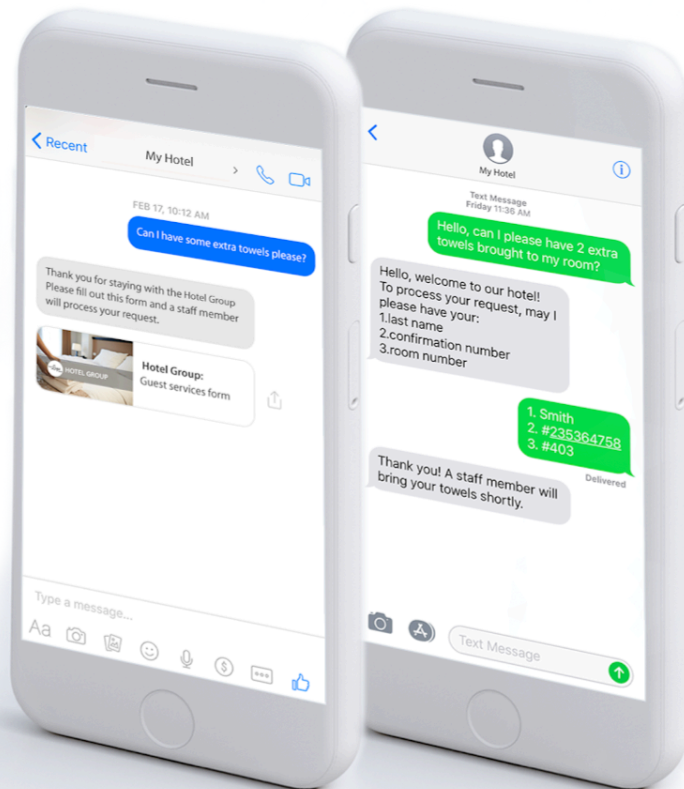 Recent
My Hotel
FEB 17, 10:12 AM
Can I have some extra towels please?
Thank you for staying with the Hotel Group
Please fill out this form and a staff member
will process your request.
HOTEL GROUP
Hotel Group:
Guest services form
Type a message...
Aa
$
My Hotel
Text Message
Friday 11:36 AM
Hello, can I please have 2 extra
towels brought to my room?
Hello, welcome to our hotel!
To process your request, may I
please have your:
1.last name
2.confirmation number
3.room number
1. Smith
2. #235364758
3. #403
Delivered
Thank you! A staff member will
bring your towels shortly.
Text Message